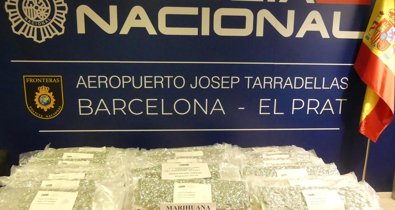 NACIONAL
FRONTERAS
AEROPUERTO JOSEP TARRADELLAS
BARCELONA - EL PRAT
MARIHUANA